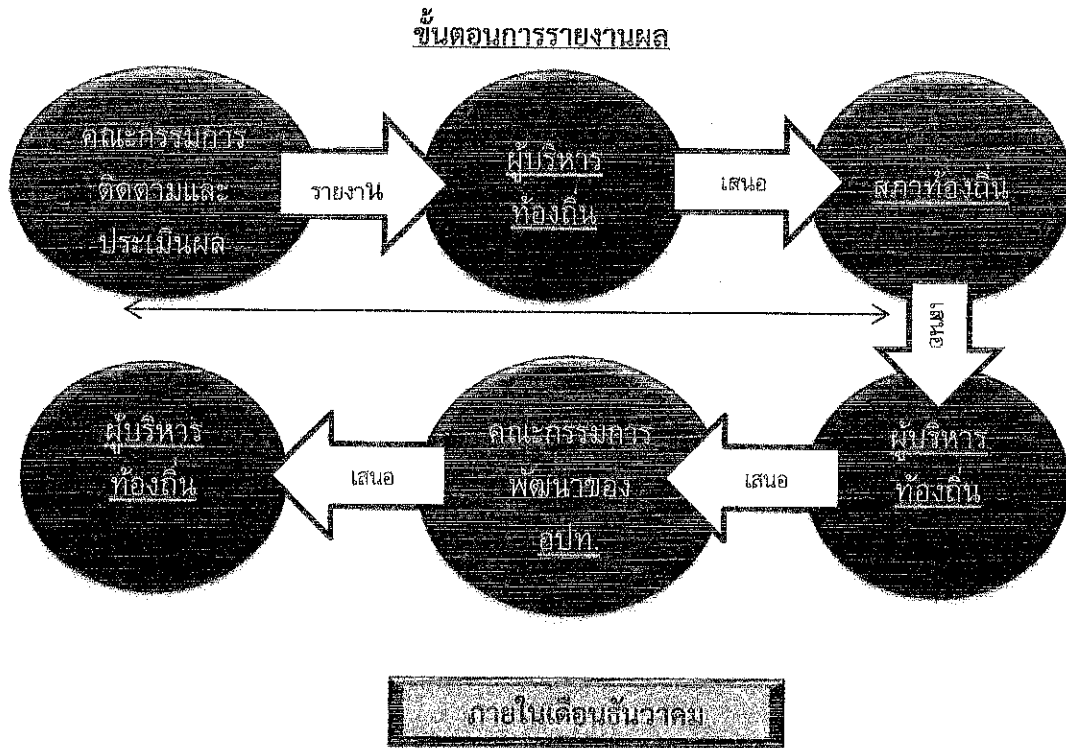 ขั้นตอนการรายงานผล
คณะกรรมการ
ติดตามและ
ประเมินผล
รายงาน
ผู้บริหาร
ท้องถิ่น
เสนอ
สภาท้องถิ่น
เสนอ
ผู้บริหาร
ท้องถิ่น
เสนอ
คณะกรรมการ
พัฒนาของ
อปท.
เสนอ
ผู้บริหาร
ท้องถิ่น
ภายในเดือนธันวาคม